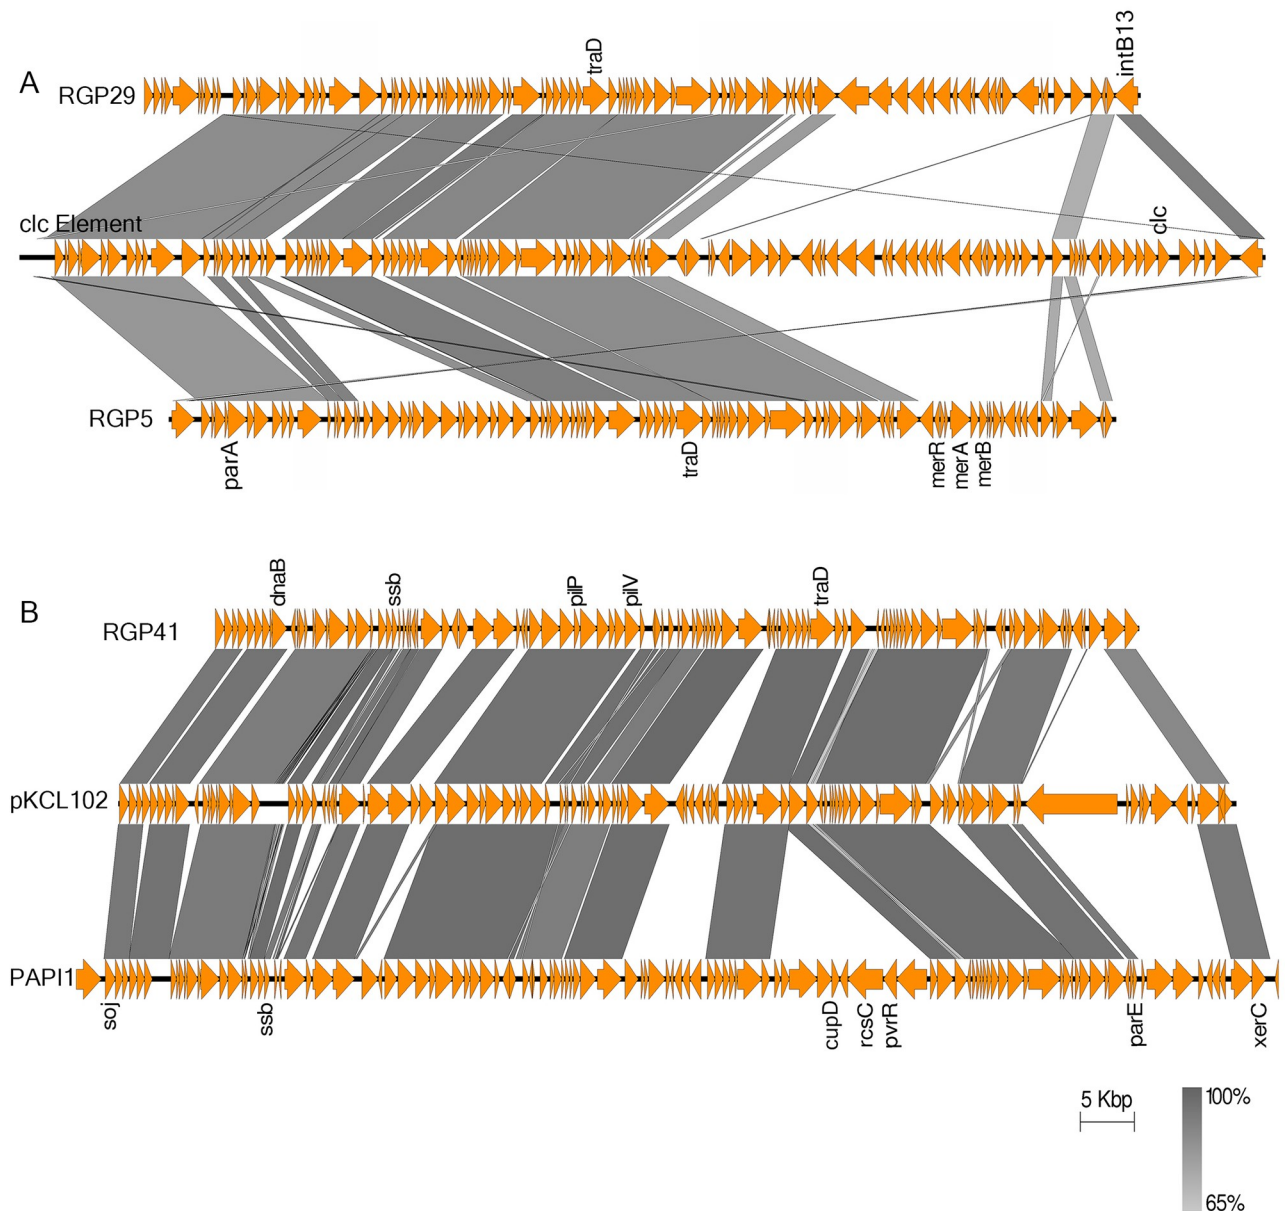 A
RGP29
traD
intB13
clc Element
clc
RGP5
parA
traD
merR
merA
merB
B
RGP41
dnaB
ssb
pilP
pilV
traD
pKCL102
PAPI1
soj
ssb
cupD
rcsC
pvrR
parE
xerC
5 Kbp
100%
65%